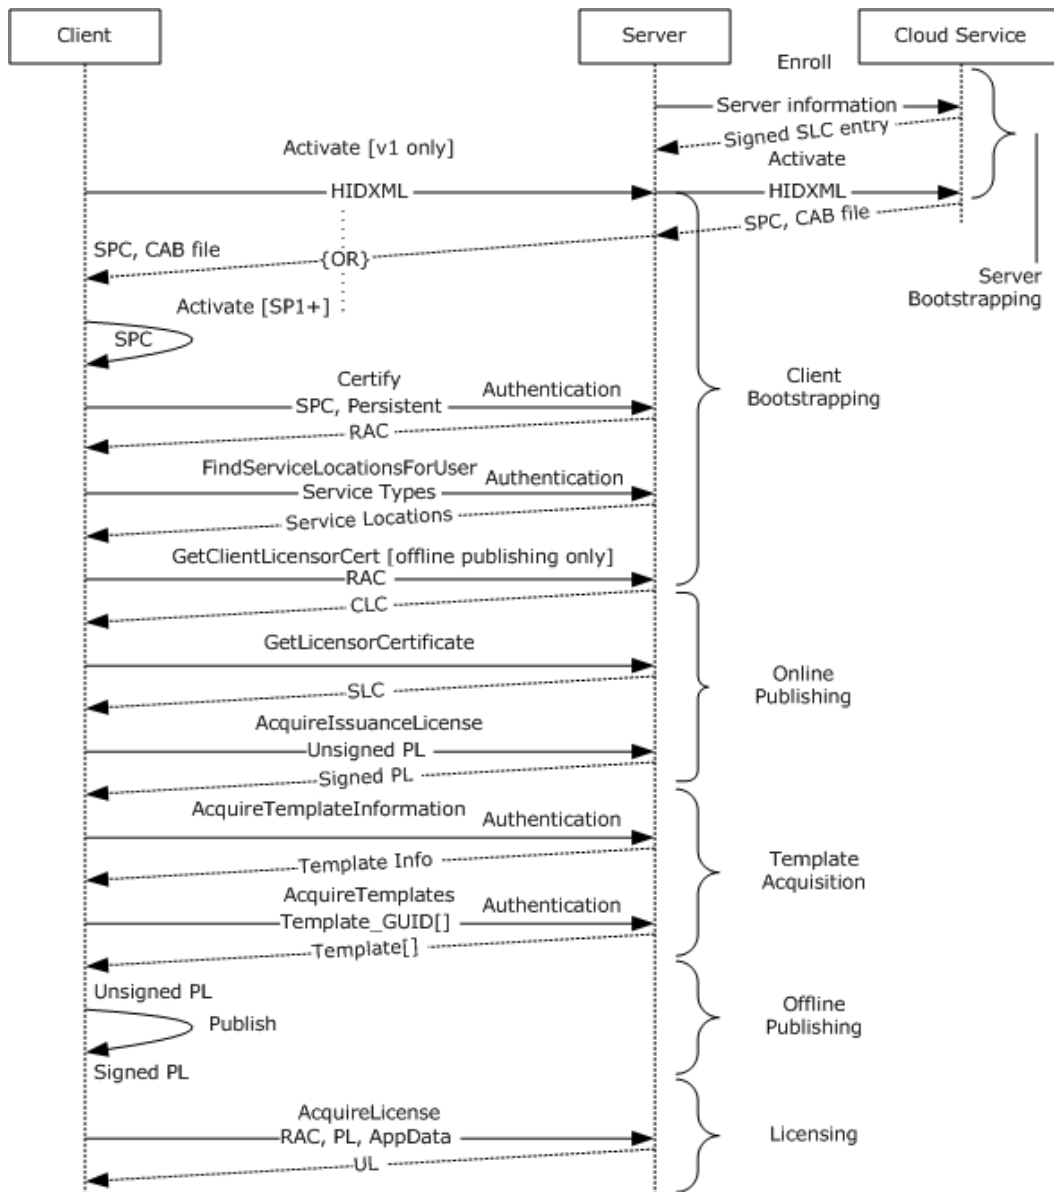 Client
Server
Cloud Service
Enroll
Server information
Signed SLC entry
Activate [v1 only]
Activate
HIDXML
HIDXML
SPC, CAB file
SPC, CAB file
{OR}
Server
Bootstrapping
Activate [SP1+]
SPC
Client
Bootstrapping
Certify
Authentication
SPC, Persistent
RAC
FindServiceLocationsForUser
Authentication
Service Types
Service Locations
GetClientLicensorCert [offline publishing only]
RAC
CLC
GetLicensorCertificate
SLC
Online
Publishing
AcquireIssuanceLicense
Unsigned PL
Signed PL
AcquireTemplateInformation
Authentication
Template Info
Template
Acquisition
AcquireTemplates
Authentication
Template_GUID[]
Template[]
Unsigned PL
Publish
Signed PL
Offline
Publishing
AcquireLicense
RAC, PL, AppData
UL
Licensing